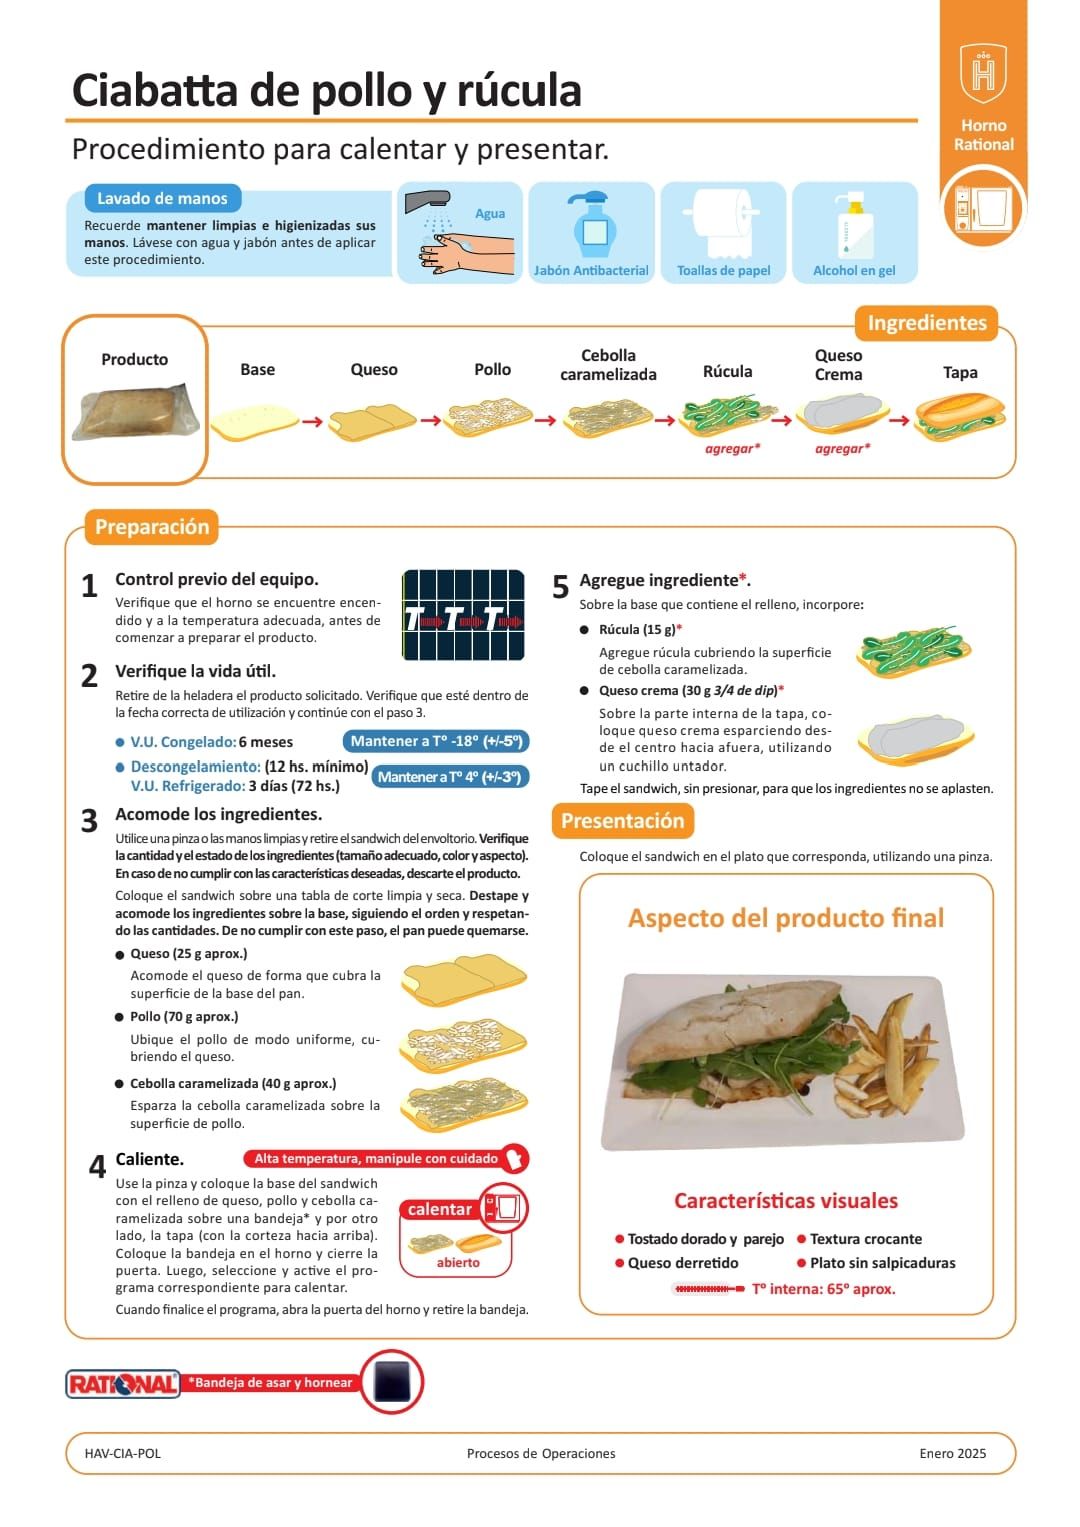 Ciabatta de pollo y rúcula
Procedimiento para calentar y presentar.
H
Horno
Rational
Lavado de manos
Recuerde mantener limpias e higienizadas sus
manos. Lávese con agua y jabón antes de aplicar
este procedimiento.
Agua
Jabón Antibacterial
Toallas de papel
Alcohol en gel
Ingredientes
Producto
Base
Queso
Pollo
Cebolla
caramelizada
Rúcula
agregar*
Queso
Crema
agregar*
Tapa
Preparación
1 Control previo del equipo.
Verifique que el horno se encuentre encen-
dido y a la temperatura adecuada, antes de
comenzar a preparar el producto.
T T T
2 Verifique la vida útil.
Retire de la heladera el producto solicitado. Verifique que esté dentro de
la fecha correcta de utilización y continúe con el paso 3.
V.U. Congelado: 6 meses
Mantener a Tº -18º (+/-5º)
Descongelamiento: (12 hs. mínimo)
V.U. Refrigerado: 3 días (72 hs.)
Mantener a Tº 4º (+/-3º)
3 Acomode los ingredientes.
Utilice una pinza o las manos limpias y retire el sandwich del envoltorio. Verifique
la cantidad y el estado de los ingredientes (tamaño adecuado, color y aspecto).
En caso de no cumplir con las características deseadas, descarte el producto.
Coloque el sandwich sobre una tabla de corte limpia y seca. Destape y
acomode los ingredientes sobre la base, siguiendo el orden y respetan-
do las cantidades. De no cumplir con este paso, el pan puede quemarse.
Queso (25 g aprox.)
Acomode el queso de forma que cubra la
superficie de la base del pan.
Pollo (70 g aprox.)
Ubique el pollo de modo uniforme, cu-
briendo el queso.
Cebolla caramelizada (40 g aprox.)
Esparza la cebolla caramelizada sobre la
superficie de pollo.
4 Caliente.
Alta temperatura, manipule con cuidado
Use la pinza y coloque la base del sandwich
con el relleno de queso, pollo y cebolla ca-
ramelizada sobre una bandeja* y por otro
lado, la tapa (con la corteza hacia arriba).
Coloque la bandeja en el horno y cierre la
puerta. Luego, seleccione y active el pro-
grama correspondiente para calentar.
calentar
abierto
Cuando finalice el programa, abra la puerta del horno y retire la bandeja.
5 Agregue ingrediente*.
Sobre la base que contiene el relleno, incorpore:
Rúcula (15 g)*
Agregue rúcula cubriendo la superficie
de cebolla caramelizada.
Queso crema (30 g 3/4 de dip)*
Sobre la parte interna de la tapa, co-
loque queso crema esparciendo des-
de el centro hacia afuera, utilizando
un cuchillo untador.
Tape el sandwich, sin presionar, para que los ingredientes no se aplasten.
Presentación
Coloque el sandwich en el plato que corresponda, utilizando una pinza.
Aspecto del producto final
Características visuales
Tostado dorado y parejo
Textura crocante
Queso derretido
Plato sin salpicaduras
Tº interna: 65º aprox.
RATIONAL
*Bandeja de asar y hornear
HAV-CIA-POL
Procesos de Operaciones
Enero 2025